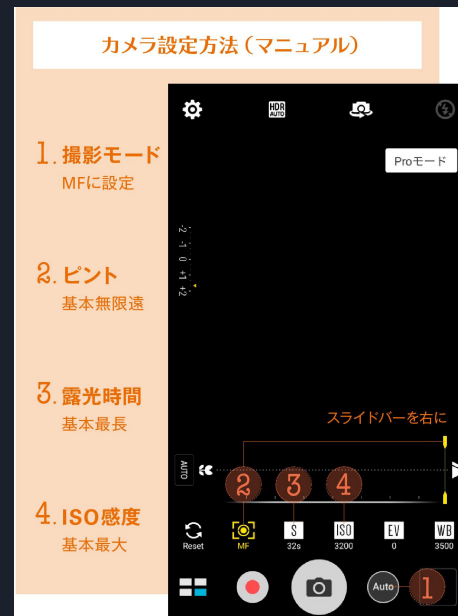 カメラ設定方法（マニュアル）
1. 撮影モード
MFに設定
2. ピント
基本無限遠
3. 露光時間
基本最長
4. ISO感度
基本最大
HDR
AUTO
Proモード
-2 -1 0 +1 +2
スライドバーを右に
AUTO
2 3 4
Reset
MF
S
32s
ISO
3200
EV
0
WB
3500
Auto
1